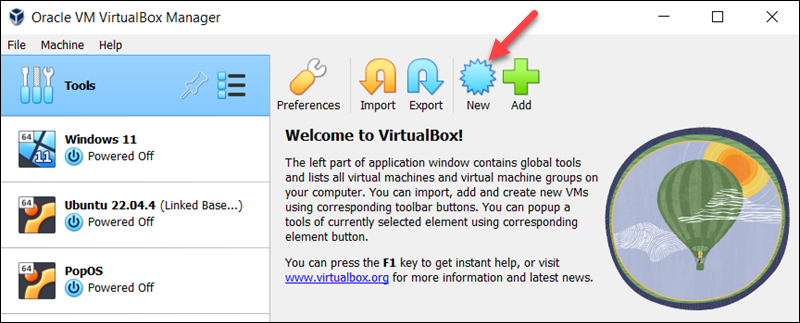 Oracle VM VirtualBox Manager
File Machine Help
Tools
Preferences Import Export New Add
64
11
Windows 11
Powered Off
64
Ubuntu 22.04.4 (Linked Base...)
Powered Off
64
PopOS
Powered Off
Welcome to VirtualBox!
The left part of application window contains global tools
and lists all virtual machines and virtual machine groups on
your computer. You can import, add and create new VMs
using corresponding toolbar buttons. You can popup a
tools of currently selected element using corresponding
element button.
You can press the F1 key to get instant help, or visit
www.virtualbox.org for more information and latest news.